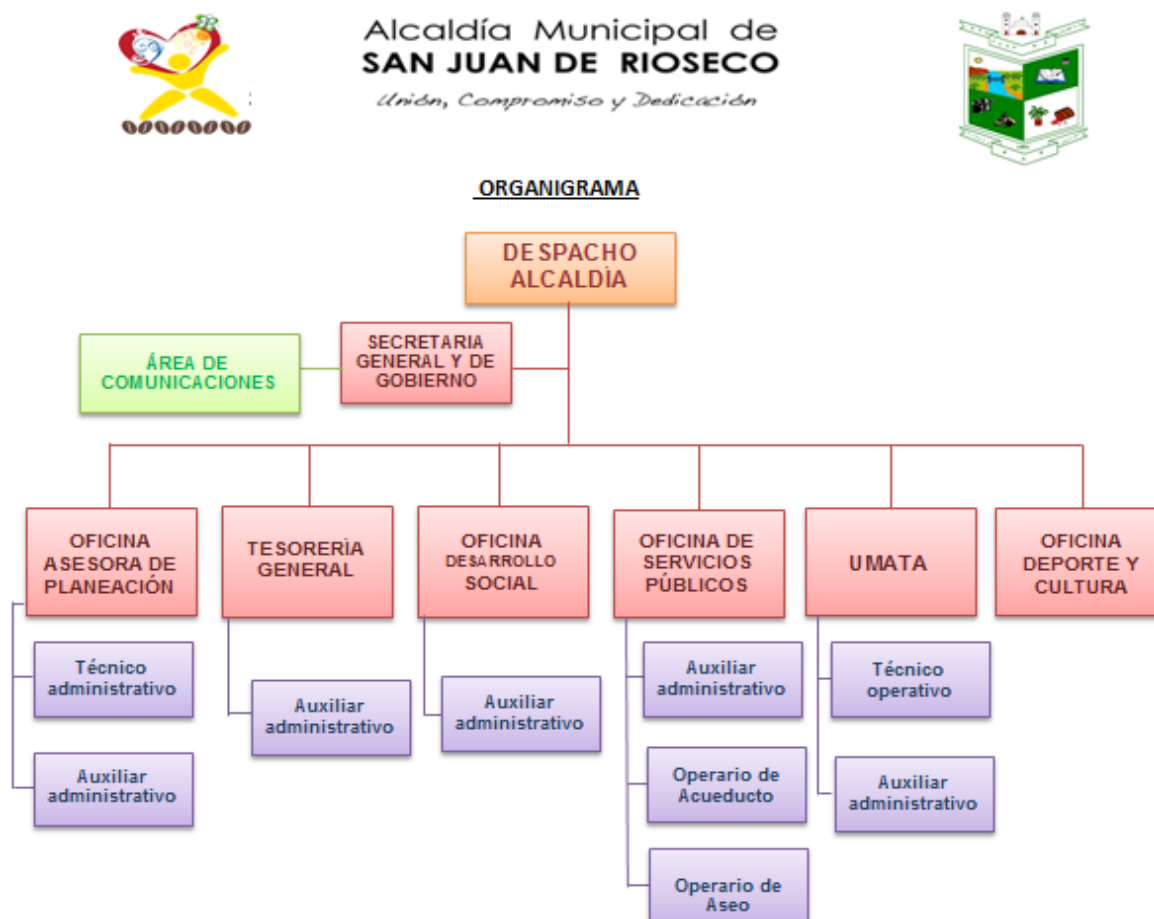 Alcaldía Municipal de
SAN JUAN DE RIOSECO
Unión, Compromiso y Dedicación
ORGANIGRAMA
DESPACHO
ALCALDÌA
SECRETARIA
GENERAL Y DE
GOBIERNO
ÁREA DE
COMUNICACIONES
OFICINA
ASESORA DE
PLANEACIÓN
TESORERÌA
GENERAL
OFICINA
DESARROLLO
SOCIAL
OFICINA DE
SERVICIOS
PÚBLICOS
UMATA
OFICINA
DEPORTE Y
CULTURA
Técnico
administrativo
Auxiliar
administrativo
Auxiliar
administrativo
Auxiliar
administrativo
Auxiliar
administrativo
Operario de
Acueducto
Operario de
Aseo
Técnico
operativo
Auxiliar
administrativo